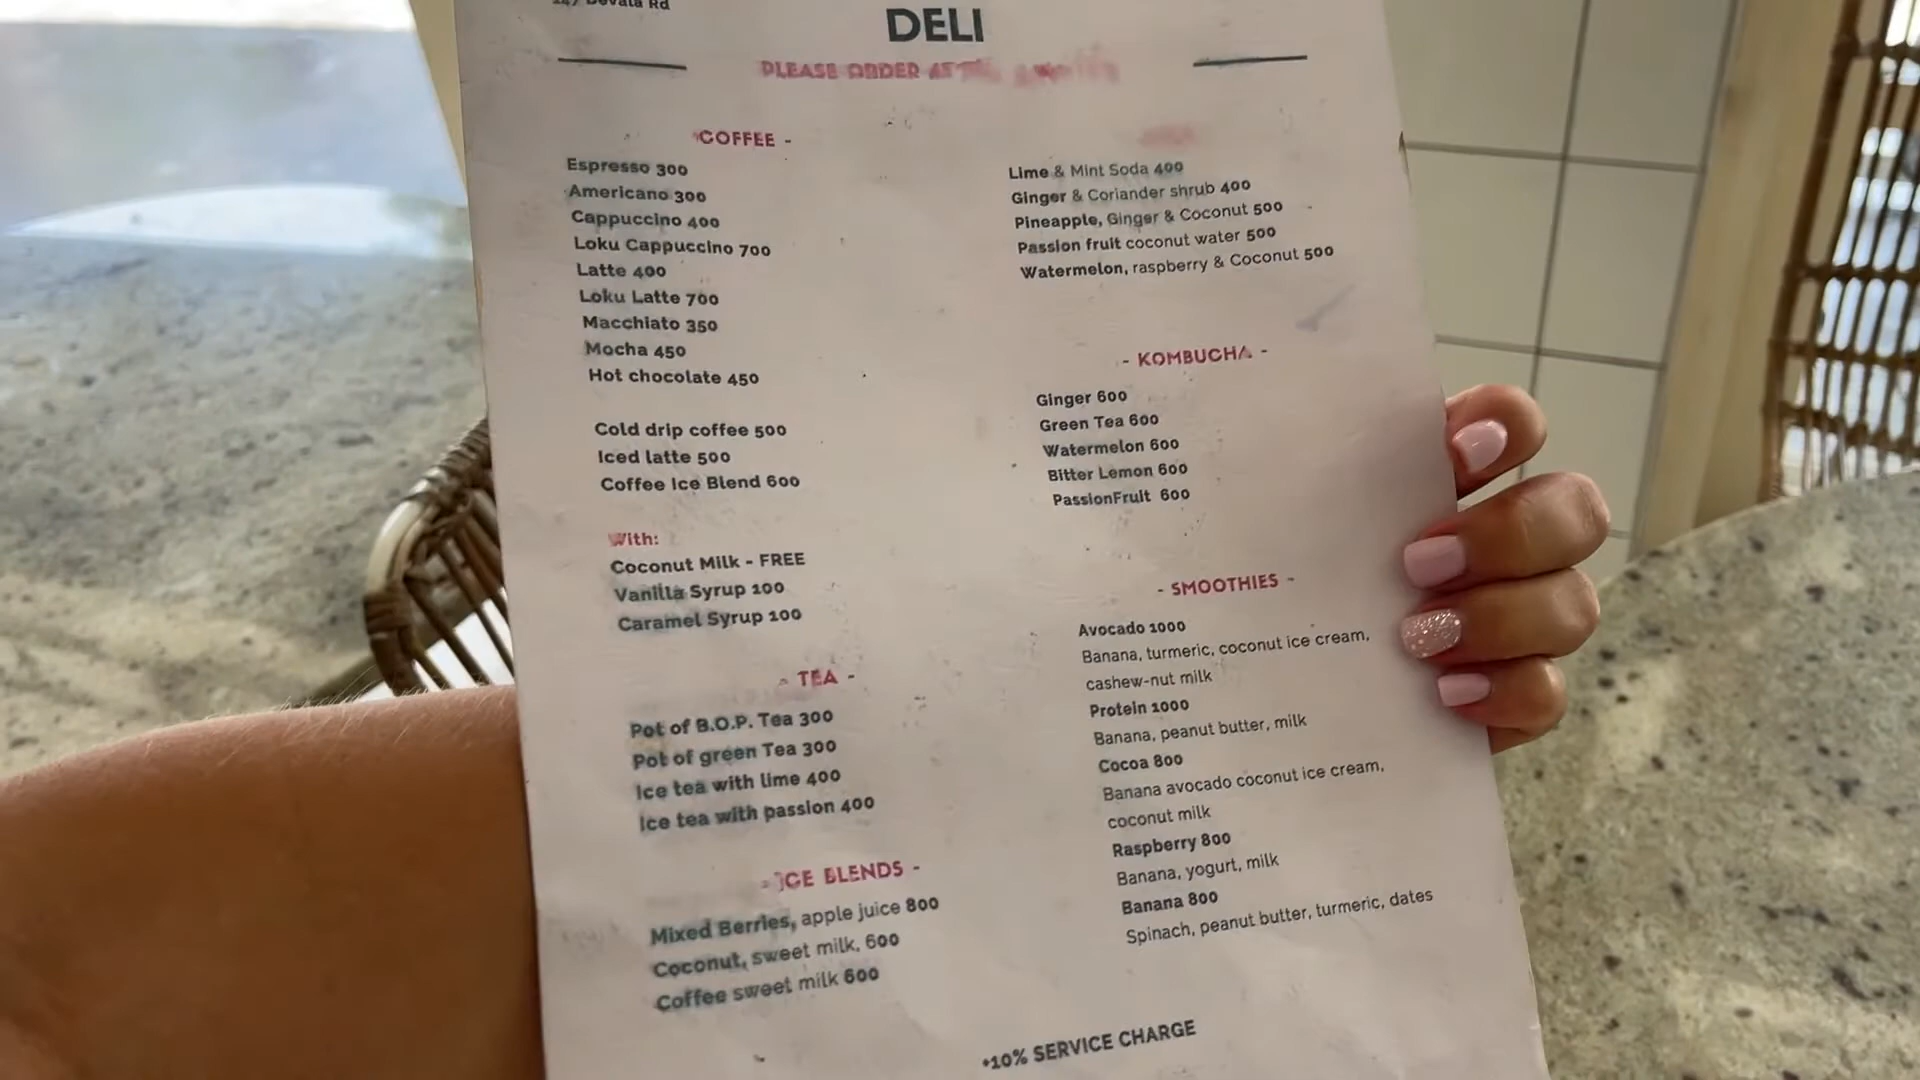 Rd
DELI
PLEASE ORDER AT
COFFEE -
Espresso 300
Americano 300
Cappuccino 400
Loku Cappuccino 700
Latte 400
Loku Latte 700
Macchiato 350
Mocha 450
Hot chocolate 450
Cold drip coffee 500
Iced latte 500
Coffee Ice Blend 600
With:
Coconut Milk - FREE
Vanilla Syrup 100
Caramel Syrup 100
- TEA -
Pot of B.O.P. Tea 300
Pot of green Tea 300
Ice tea with lime 400
Ice tea with passion 400
- ICE BLENDS -
Mixed Berries, apple juice 800
Coconut, sweet milk, 600
Coffee sweet milk 600
Lime & Mint Soda 400
Ginger & Coriander shrub 400
Pineapple, Ginger & Coconut 500
Passion fruit coconut water 500
Watermelon, raspberry & Coconut 500
- KOMBUCHA -
Ginger 600
Green Tea 600
Watermelon 600
Bitter Lemon 600
PassionFruit 600
- SMOOTHIES -
Avocado 1000
Banana, turmeric, coconut ice cream,
cashew-nut milk
Protein 1000
Banana, peanut butter, milk
Cocoa 800
Banana avocado coconut ice cream,
coconut milk
Raspberry 800
Banana, yogurt, milk
Banana 800
Spinach, peanut butter, turmeric, dates
+10% SERVICE CHARGE